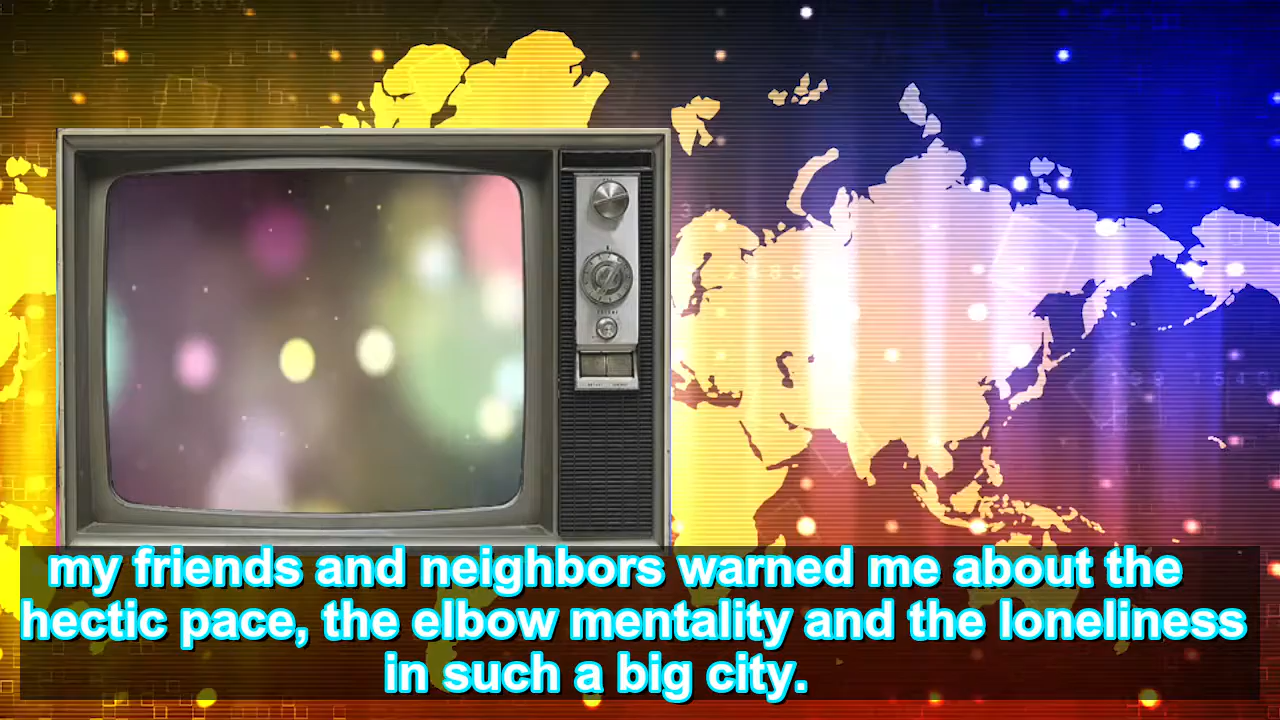 my friends and neighbors warned me about the
hectic pace, the elbow mentality and the loneliness
in such a big city.